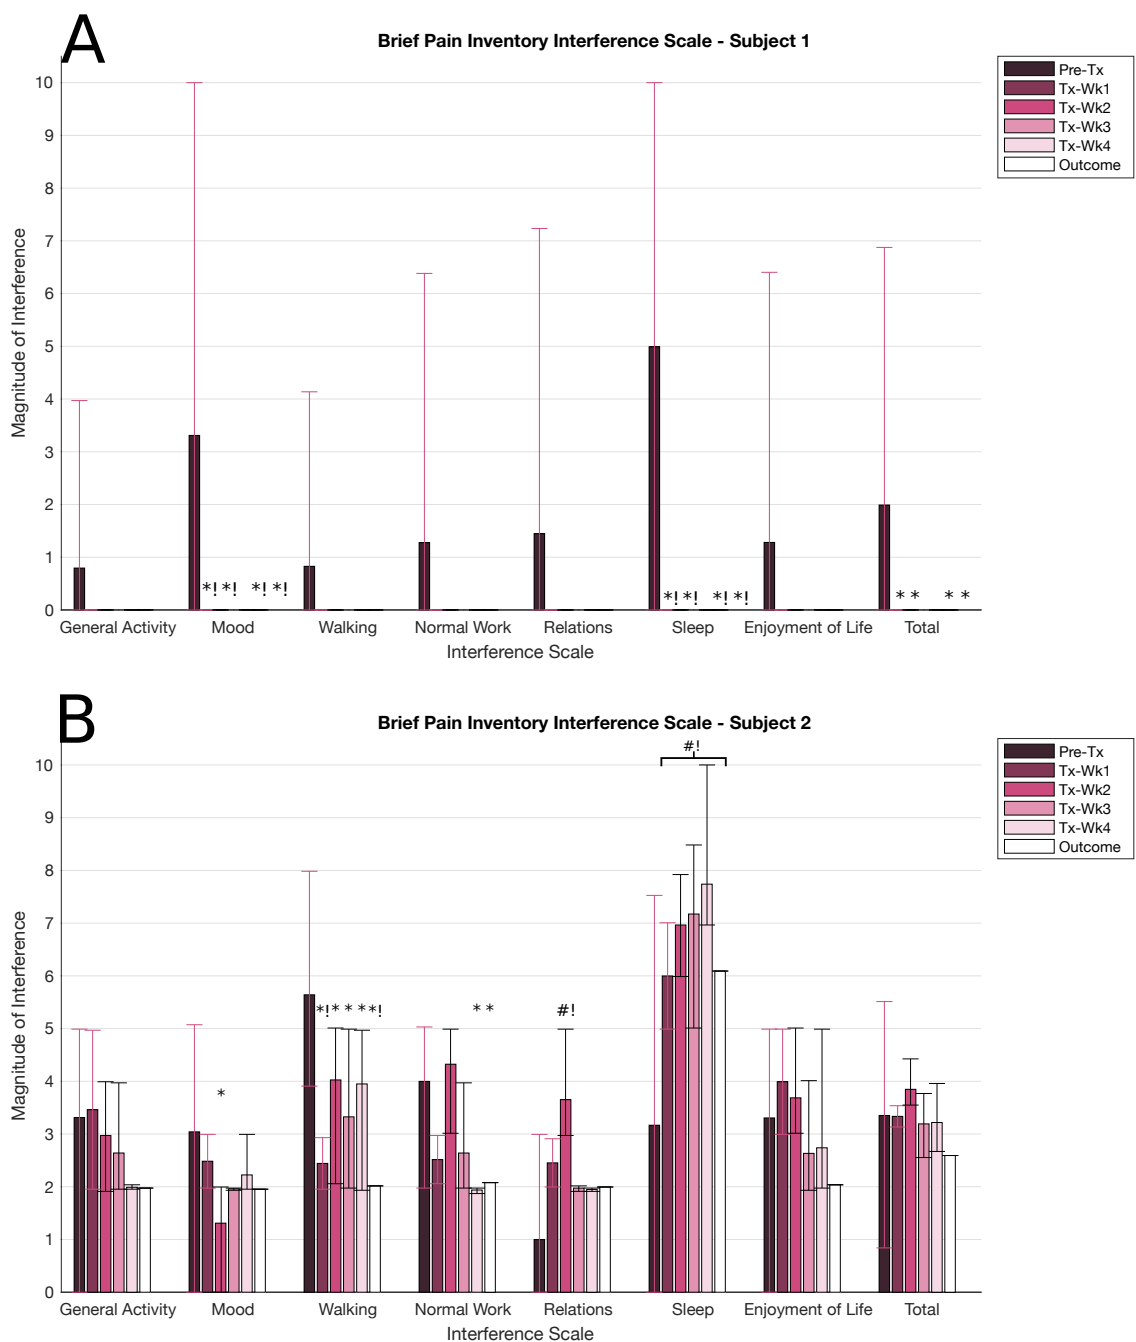 A
Brief Pain Inventory Interference Scale - Subject 1
Pre-Tx
Tx-Wk1
Tx-Wk2
Tx-Wk3
Tx-Wk4
Outcome
Magnitude of Interference
10
9
8
7
6
5
4
3
2
1
0
*! *! *! *!
*! *! *! *!
* * * *
General Activity Mood Walking Normal Work Relations Sleep Enjoyment of Life Total
Interference Scale
B
Brief Pain Inventory Interference Scale - Subject 2
Pre-Tx
Tx-Wk1
Tx-Wk2
Tx-Wk3
Tx-Wk4
Outcome
Magnitude of Interference
10
9
8
7
6
5
4
3
2
1
0
*
*! * * * *!
* *
#!
#!
General Activity Mood Walking Normal Work Relations Sleep Enjoyment of Life Total
Interference Scale